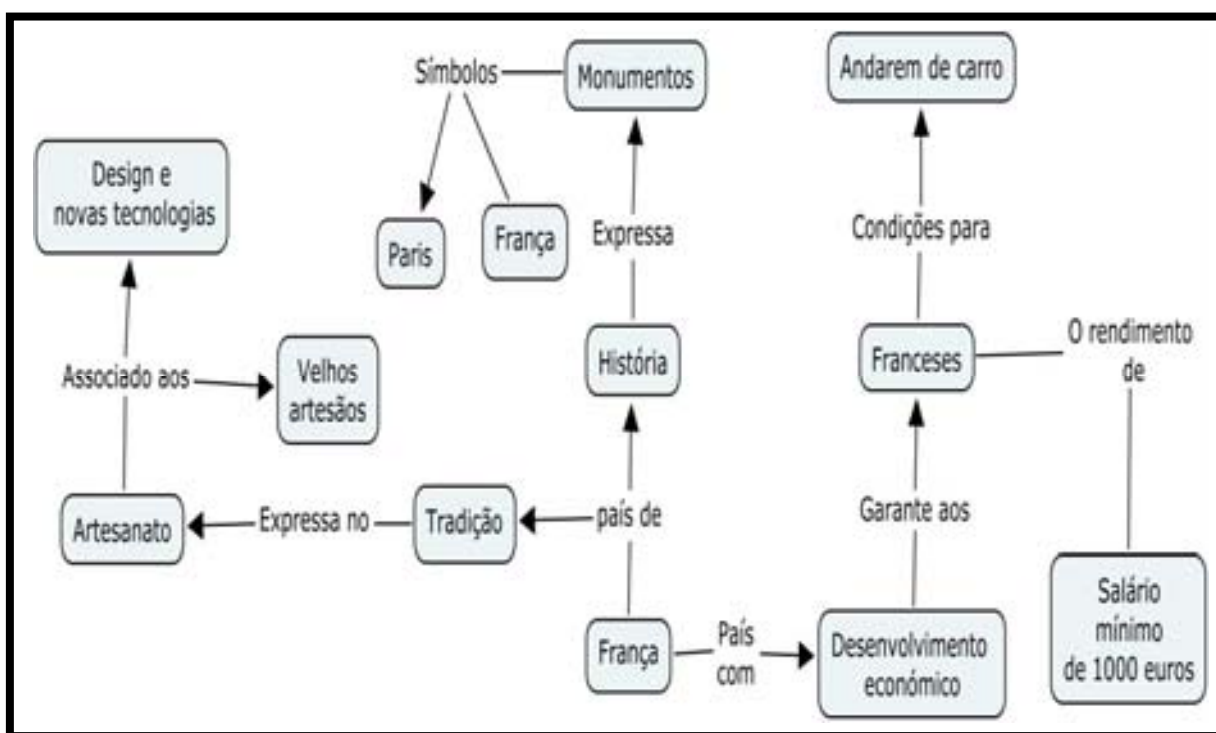 Símbolos
Monumentos
Andarem de carro
Design e
novas tecnologias
Paris
França
Expressa
Condições para
Associado aos
Velhos
artesãos
História
Franceses
O rendimento
de
Artesanato
Expressa no
Tradição
país de
Garante aos
França
País
com
Desenvolvimento
económico
Salário
mínimo
de 1000 euros